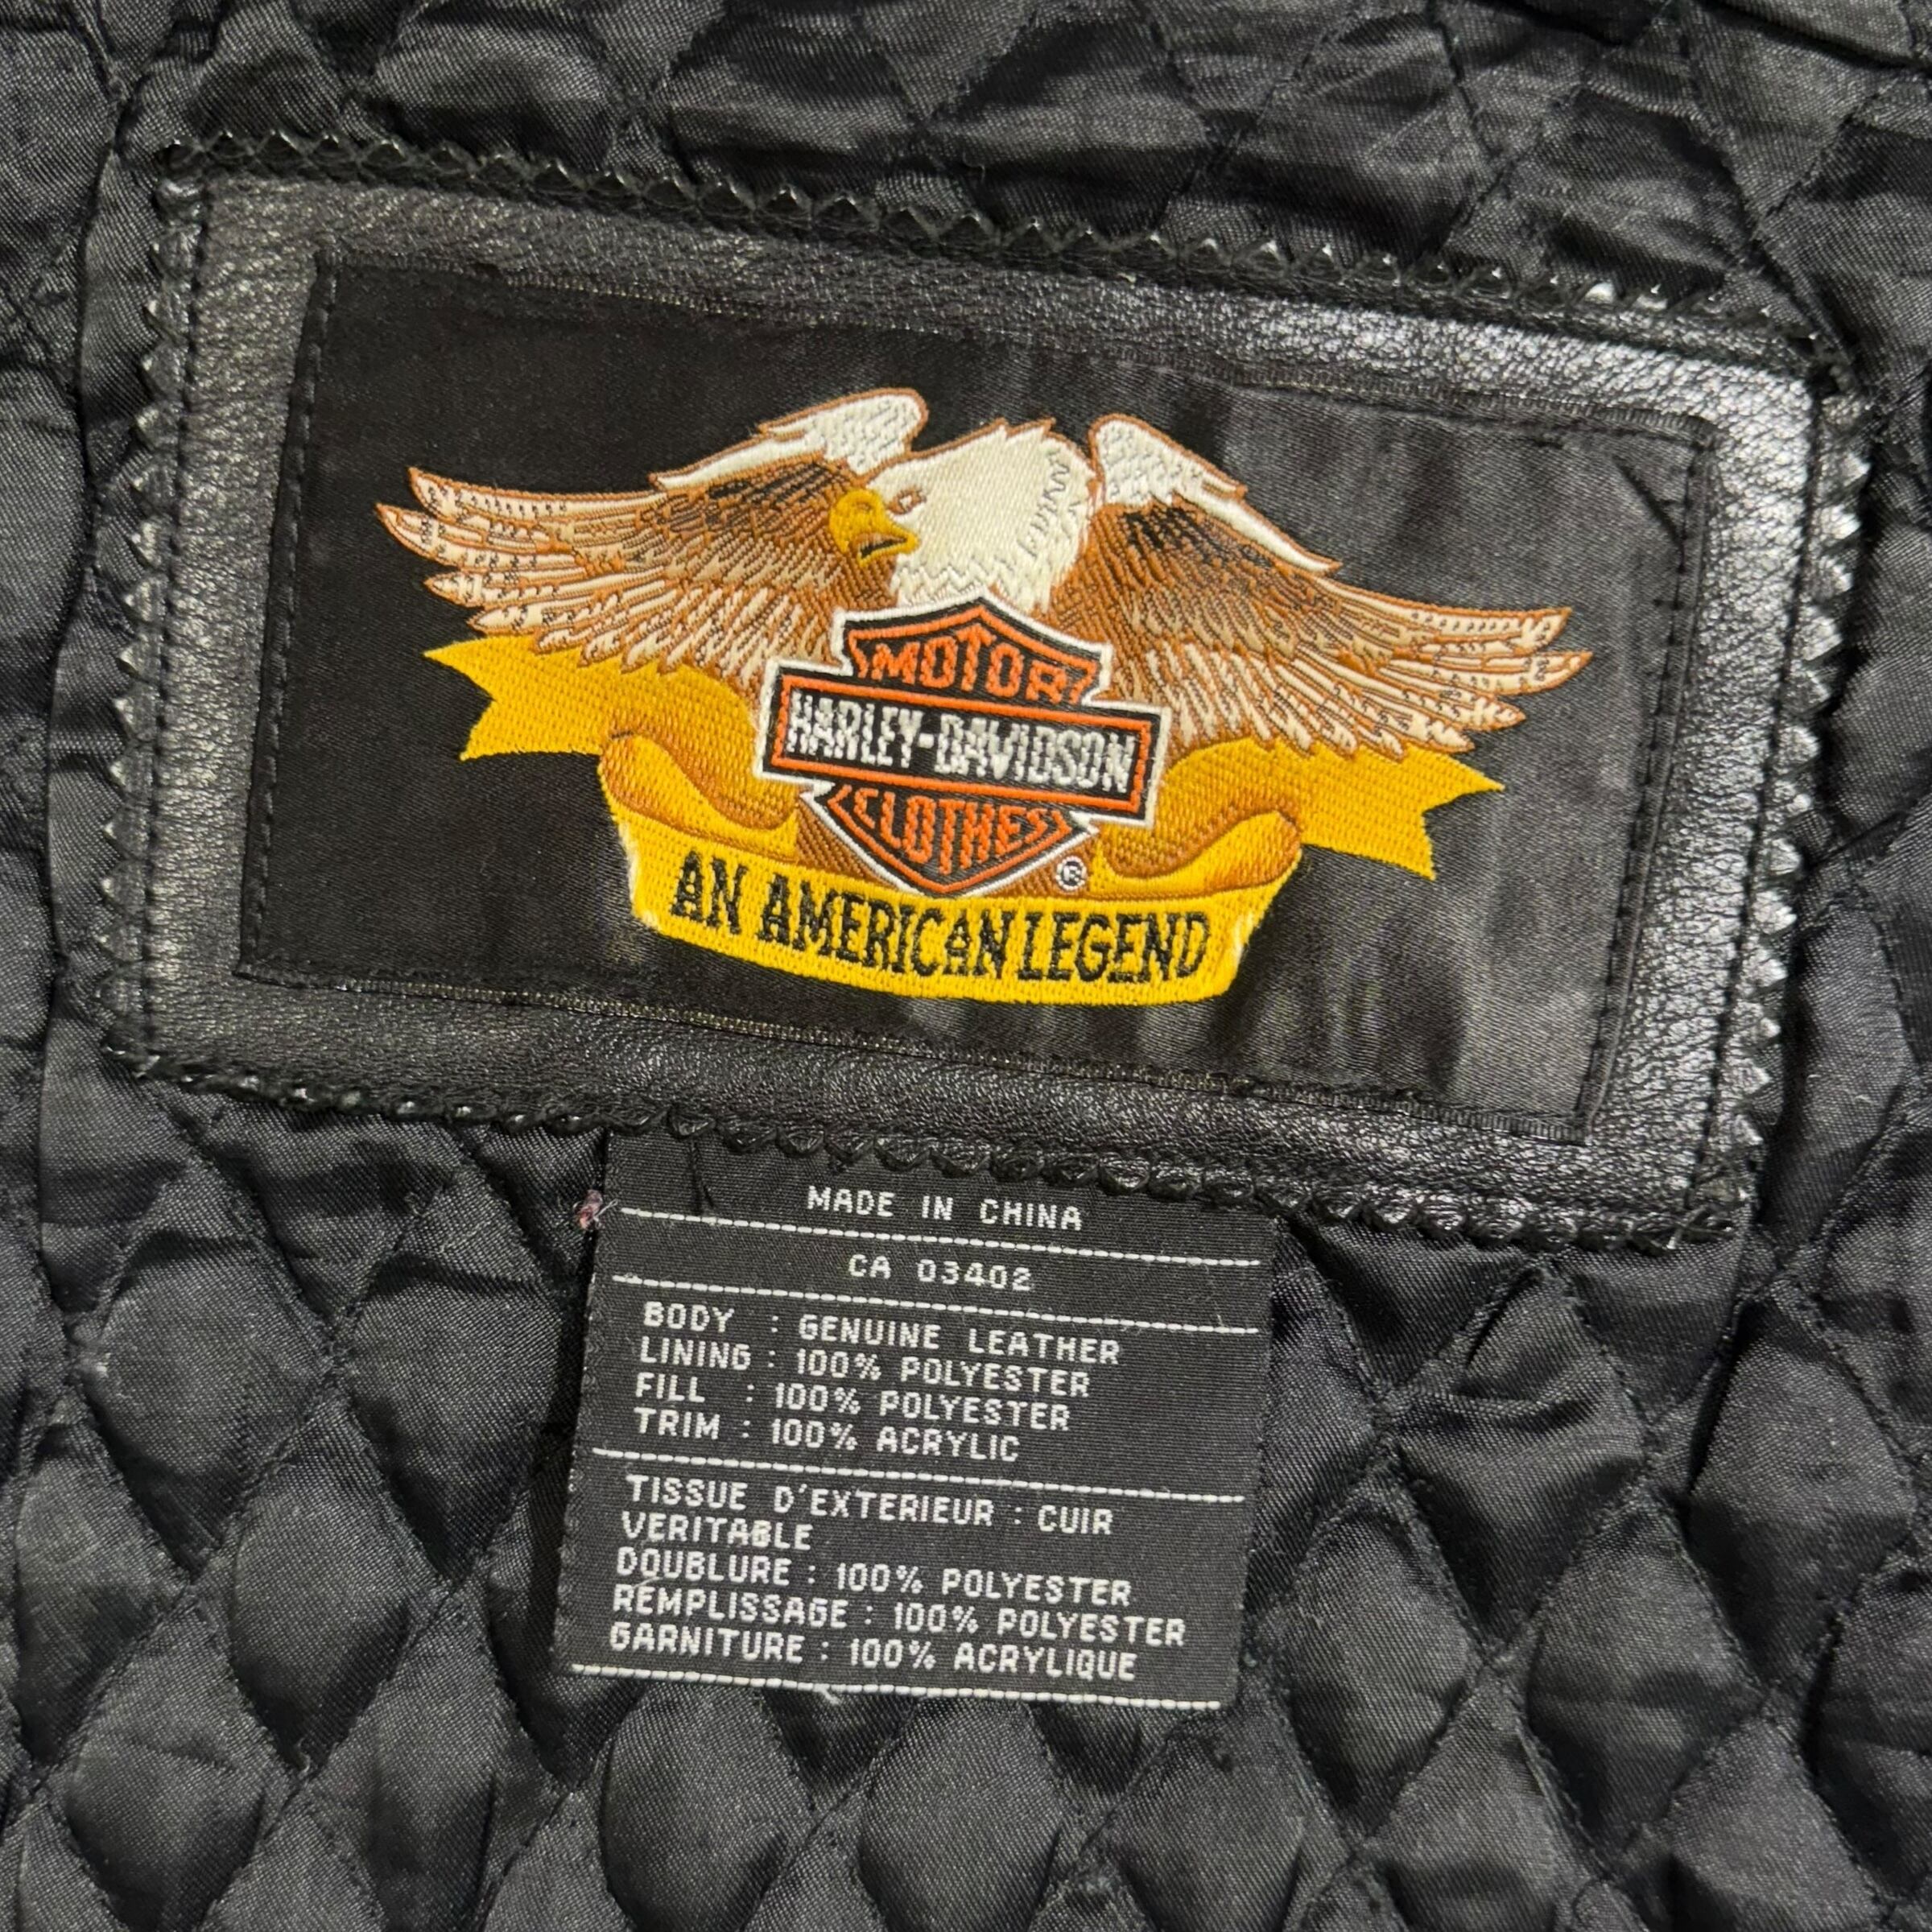 MOTOR
HARLEY-DAVIDSON
CLOTHES
®
AN AMERICAN LEGEND
MADE IN CHINA
CA 03402
BODY : GENUINE LEATHER
LINING : 100% POLYESTER
FILL : 100% POLYESTER
TRIM : 100% ACRYLIC
TISSUE D'EXTERIEUR : CUIR
VERITABLE
DOUBLURE : 100% POLYESTER
REMPLISSAGE : 100% POLYESTER
GARNITURE : 100% ACRYLIQUE